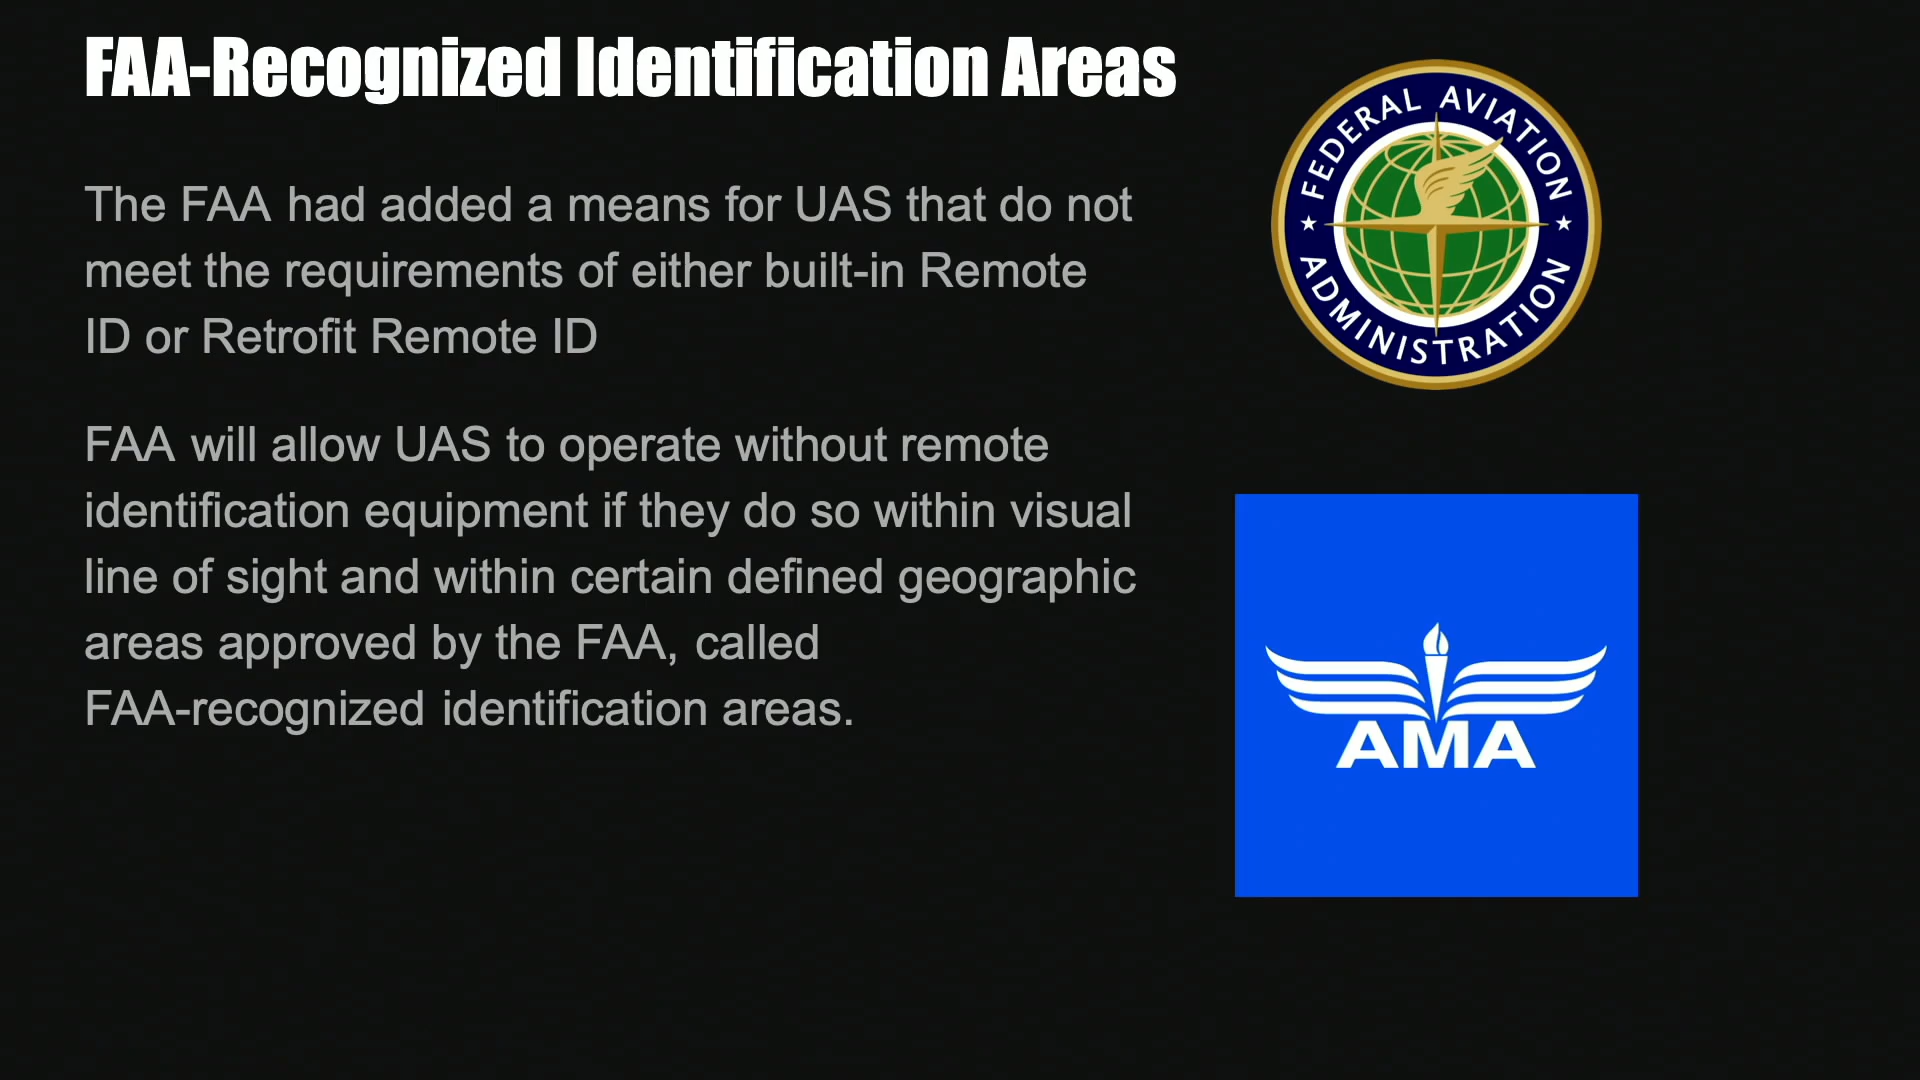 FAA-Recognized Identification Areas
The FAA had added a means for UAS that do not
meet the requirements of either built-in Remote
ID or Retrofit Remote ID
FAA will allow UAS to operate without remote
identification equipment if they do so within visual
line of sight and within certain defined geographic
areas approved by the FAA, called
FAA-recognized identification areas.
FEDERAL AVIATION
ADMINISTRATION
AMA